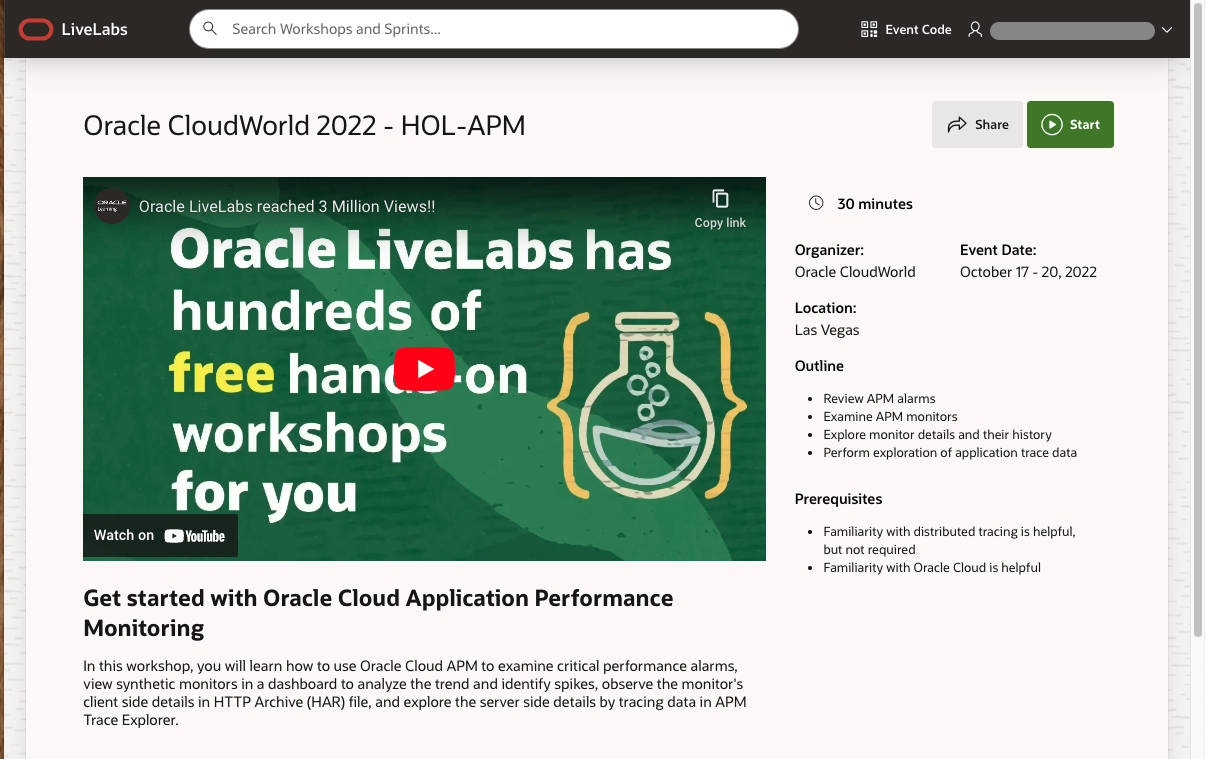 LiveLabs
Search Workshops and Sprints...
Event Code
Oracle CloudWorld 2022 - HOL-APM
Share
Start
ORACLE
Learning
Oracle LiveLabs reached 3 Million Views!!
Copy link
Oracle LiveLabs has
hundreds of
free hands-on
workshops
for you
Watch on YouTube
30 minutes
Organizer:
Oracle CloudWorld
Event Date:
October 17 - 20, 2022
Location:
Las Vegas
Outline
• Review APM alarms
• Examine APM monitors
• Explore monitor details and their history
• Perform exploration of application trace data
Prerequisites
• Familiarity with distributed tracing is helpful,
but not required
• Familiarity with Oracle Cloud is helpful
Get started with Oracle Cloud Application Performance
Monitoring
In this workshop, you will learn how to use Oracle Cloud APM to examine critical performance alarms,
view synthetic monitors in a dashboard to analyze the trend and identify spikes, observe the monitor's
client side details in HTTP Archive (HAR) file, and explore the server side details by tracing data in APM
Trace Explorer.